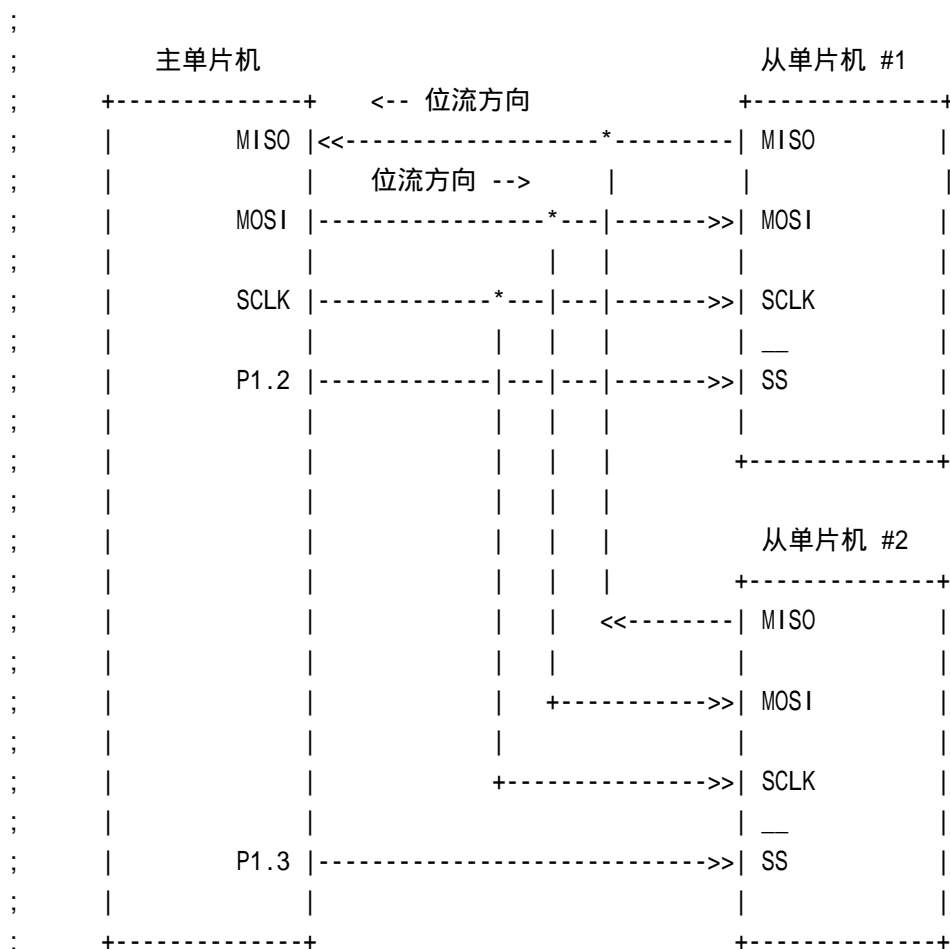 ;
;          主单片机                                     从单片机 #1
;      +--------------+    <-- 位流方向               +--------------+
;      |         MISO |<<-------------------*---------| MISO         |
;      |              |    位流方向 -->     |         |              |
;      |         MOSI |-----------------*---|------->>| MOSI         |
;      |              |                 |   |         |              |
;      |         SCLK |-------------*---|---|------->>| SCLK         |
;      |              |             |   |   |         | __           |
;      |         P1.2 |-------------|---|---|------->>| SS           |
;      |              |             |   |   |         |              |
;      |              |             |   |   |         +--------------+
;      |              |             |   |   |
;      |              |             |   |   |           从单片机 #2
;      |              |             |   |   |         +--------------+
;      |              |             |   |   <<--------| MISO         |
;      |              |             |   |             |              |
;      |              |             |   +----------->>| MOSI         |
;      |              |             |                 |              |
;      |              |             +--------------->>| SCLK         |
;      |              |                               | __           |
;      |         P1.3 |----------------------------->>| SS           |
;      |              |                               |              |
;      +--------------+                               +--------------+